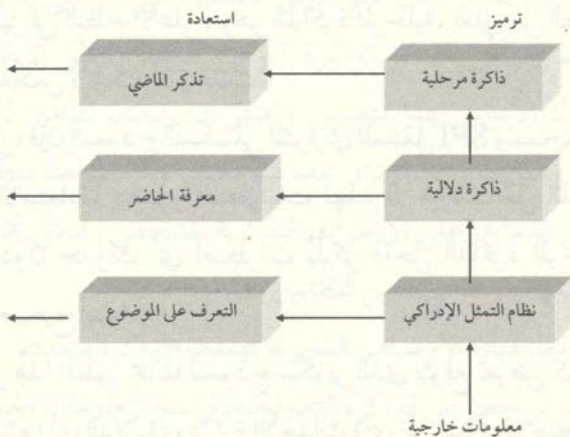 ترميز
استعادة
ذاكرة مرحلية
تذكر الماضي
ذاكرة دلالية
معرفة الحاضر
نظام التمثل الإدراكي
التعرف على الموضوع
معلومات خارجية